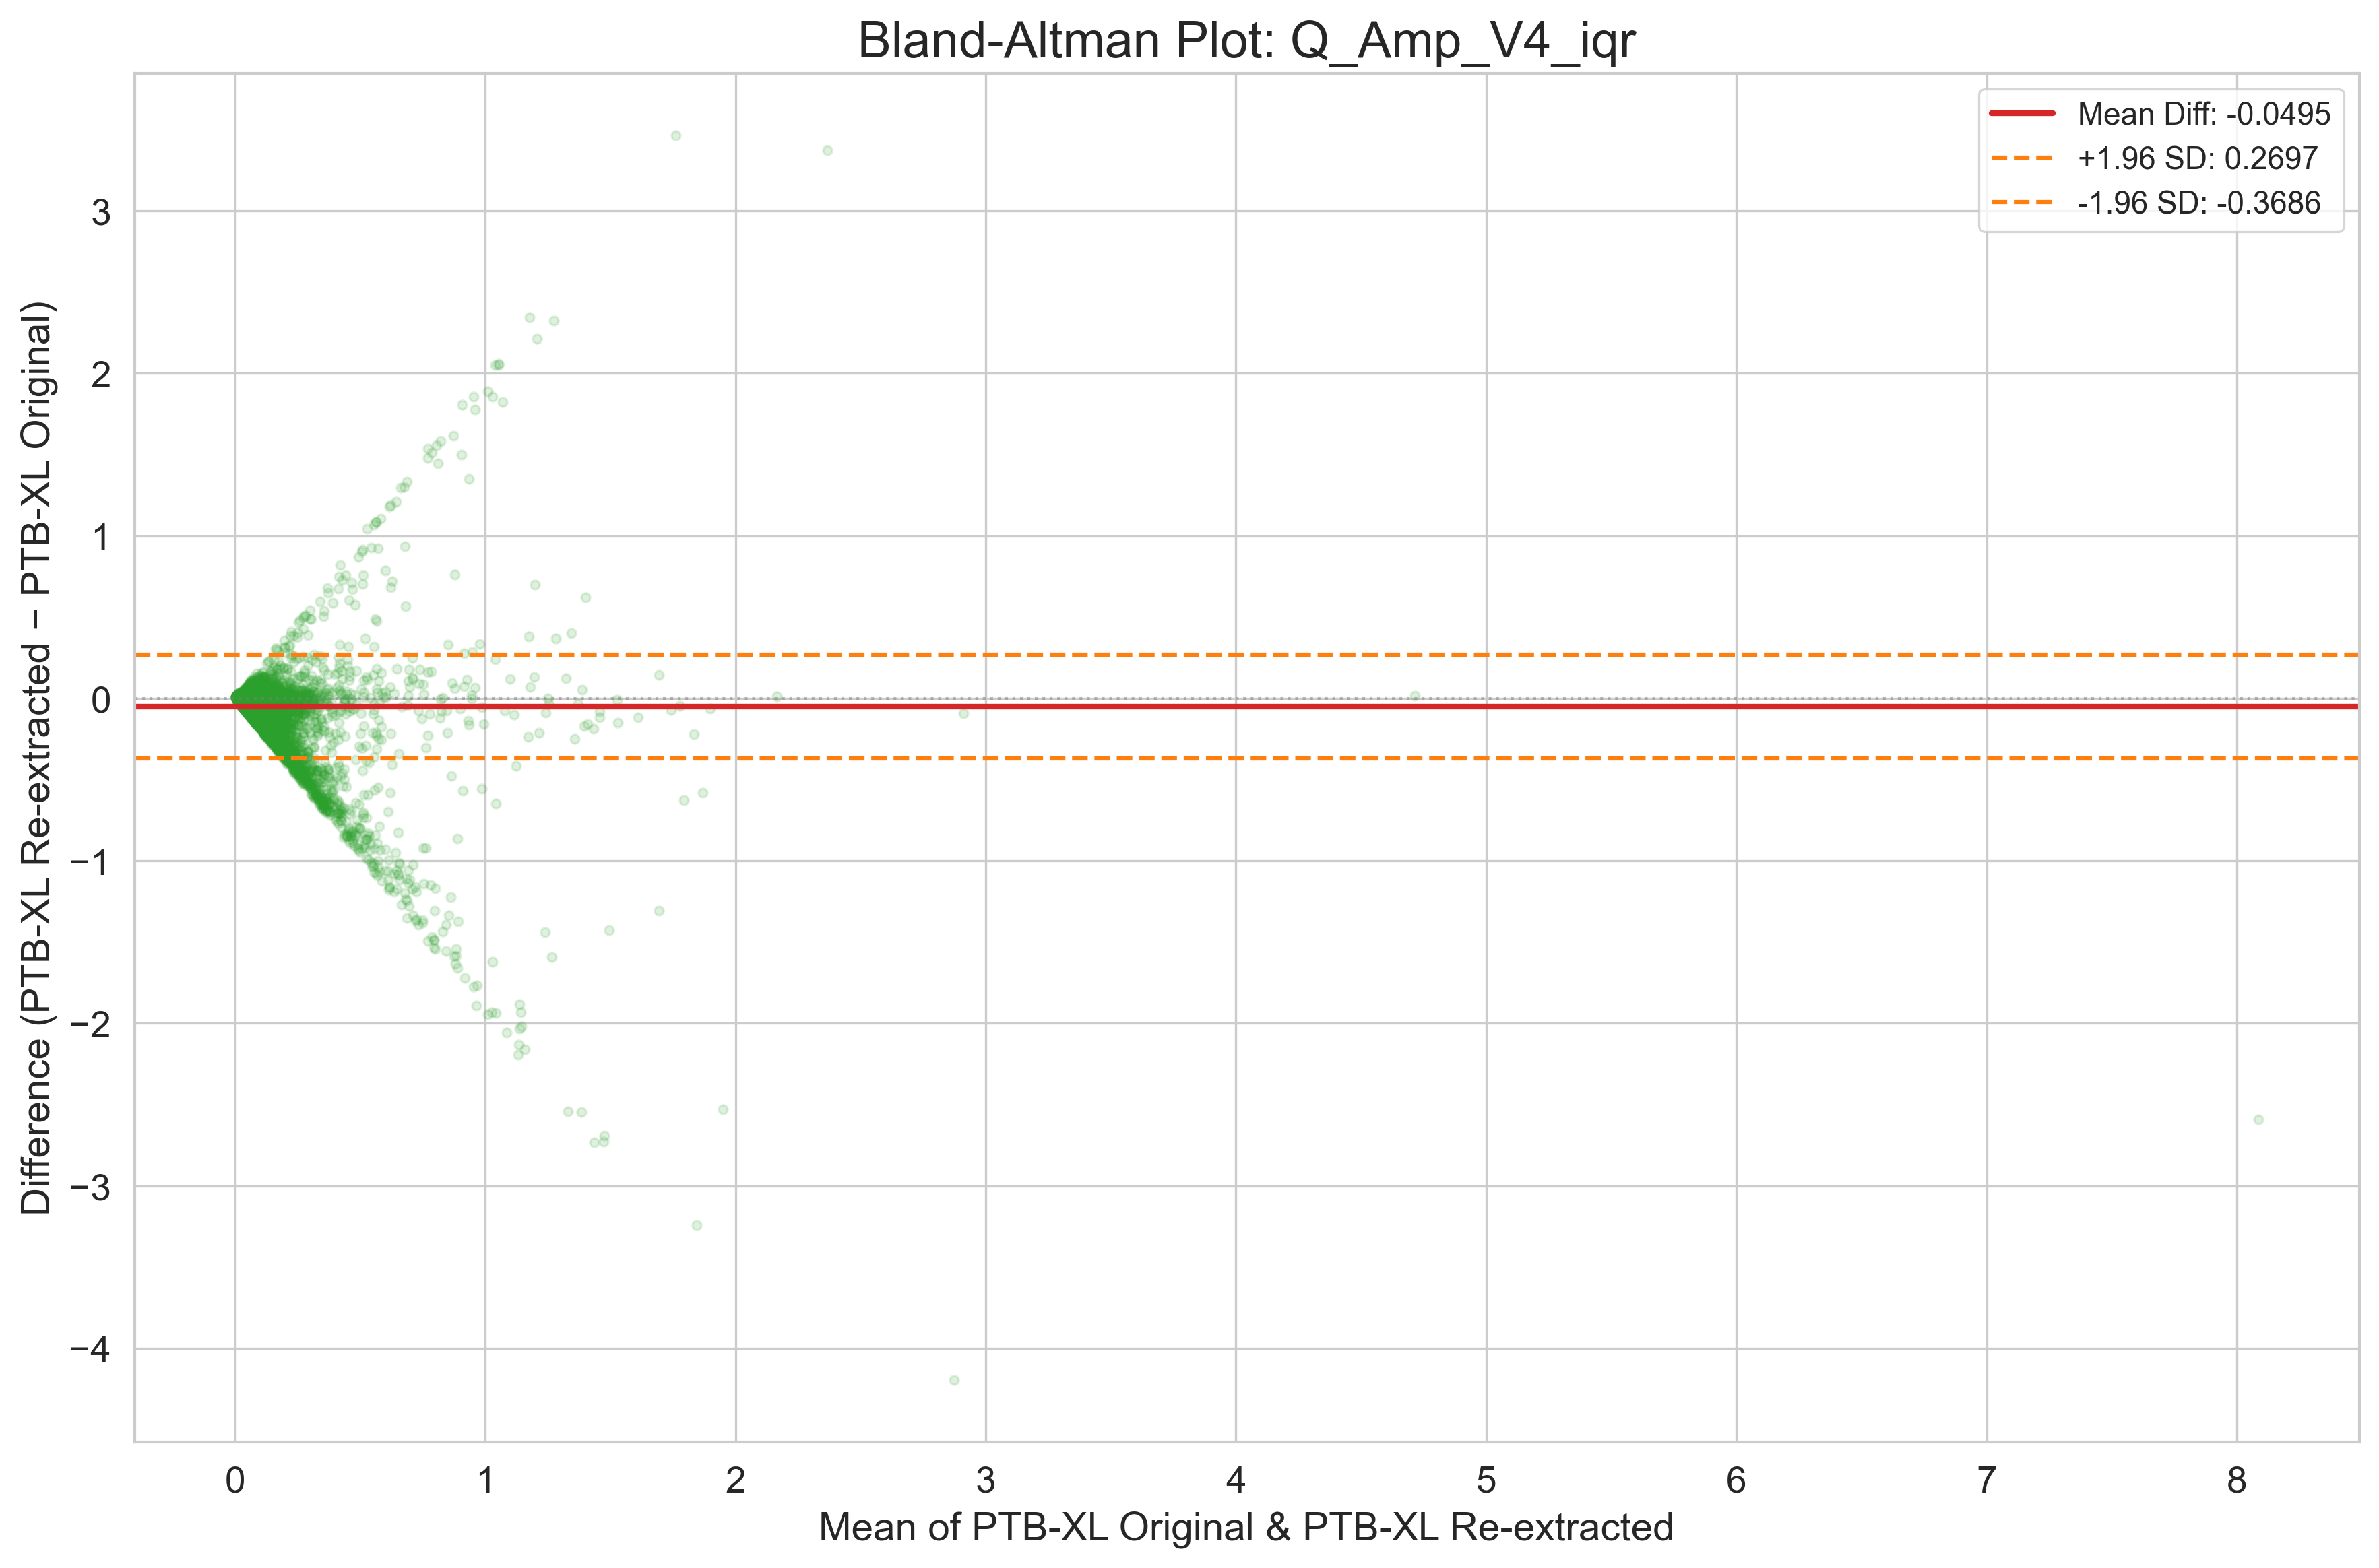 Bland-Altman Plot: Q_Amp_V4_iqr
Mean Diff: -0.0495
+1.96 SD: 0.2697
-1.96 SD: -0.3686
Difference (PTB-XL Re-extracted − PTB-XL Original)
3
2
1
0
−1
−2
−3
−4
0 1 2 3 4 5 6 7 8
Mean of PTB-XL Original & PTB-XL Re-extracted